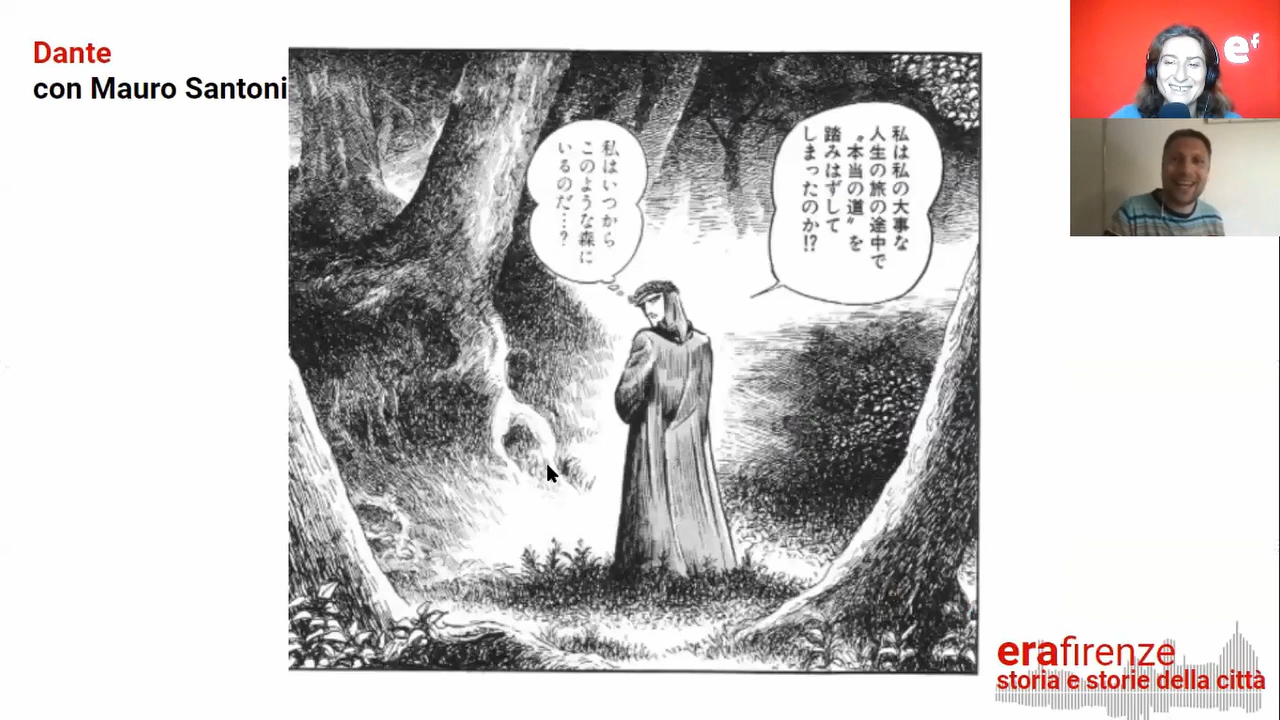 Dante
con Mauro Santoni
私は私の大事な
人生の旅の途中で
〝本当の道〟を
踏みはずして
しまったのか!?
私はいつから
このような森に
いるのだ…?
ef
erafirenze
storia e storie della città